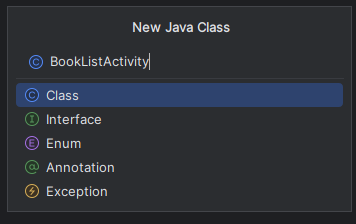 New Java Class
BookListActivity
Class
Interface
Enum
Annotation
Exception